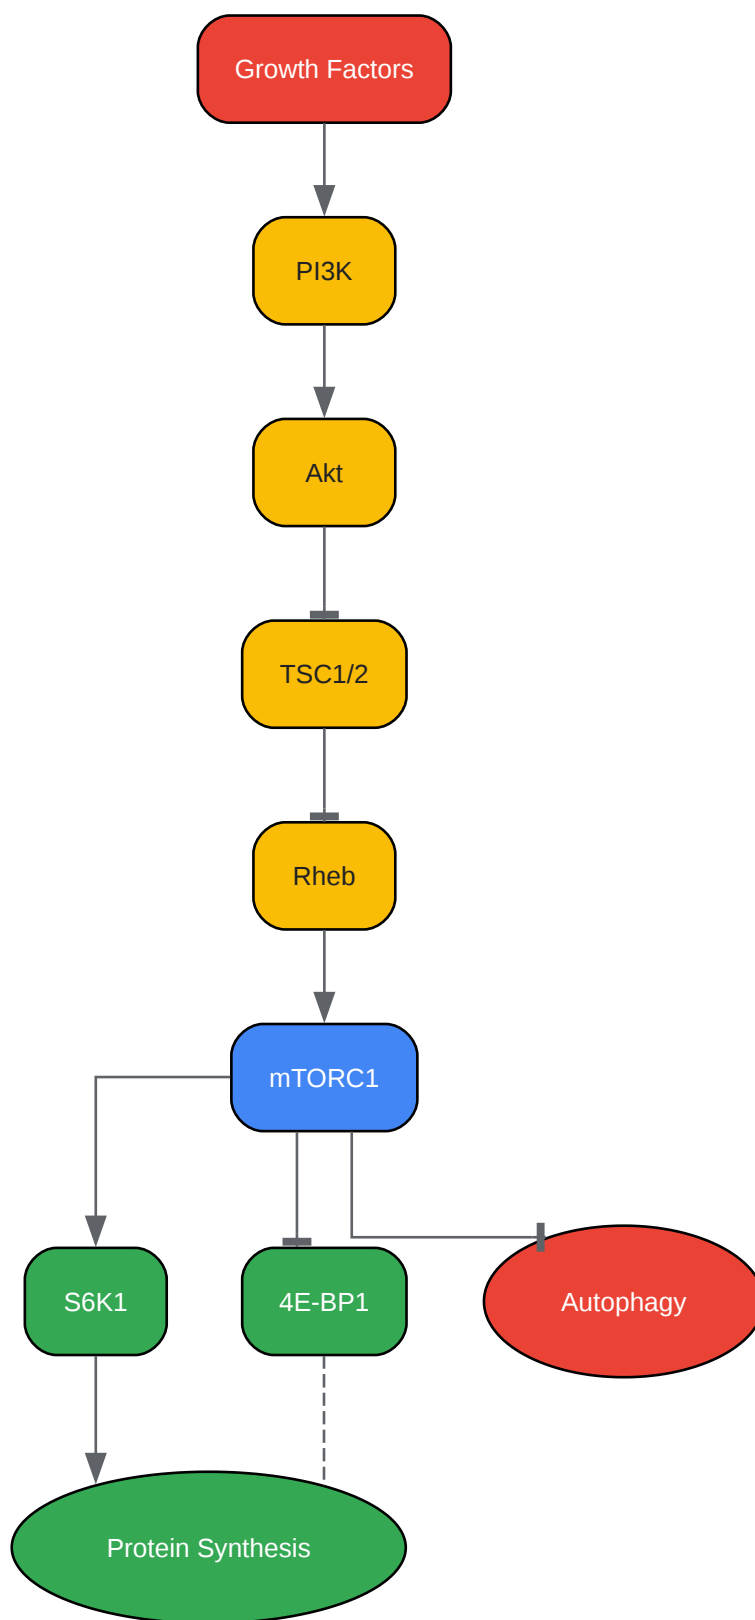 Growth Factors
PI3K
Akt
TSC1/2
Rheb
mTORC1
S6K1
4E-BP1
Autophagy
Protein Synthesis